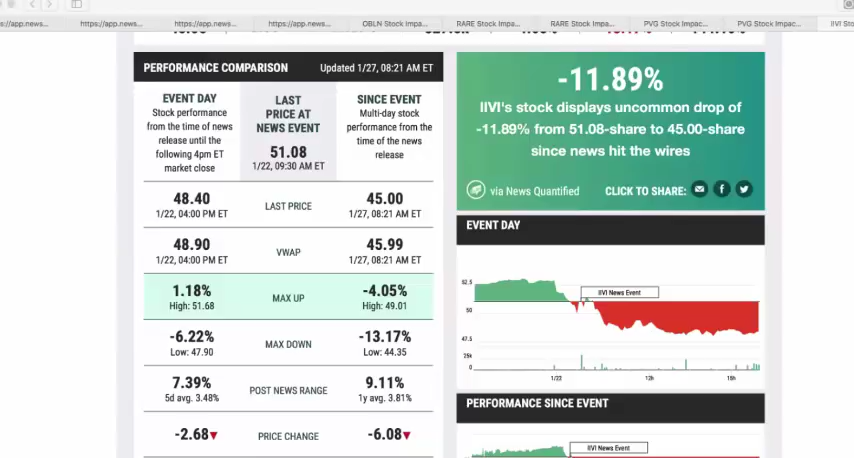 s://app.news...
https://app.news...
https://app.news...
https://app.news...
OBLN Stock Impa...
RARE Stock Impa...
RARE Stock Impa...
PVG Stock Impac...
PVG Stock Impac...
IIVI Sto
PERFORMANCE COMPARISON
Updated 1/27, 08:21 AM ET
EVENT DAY
Stock performance
from the time of news
release until the
following 4pm ET
market close
LAST
PRICE AT
NEWS EVENT
51.08
1/22, 09:30 AM ET
SINCE EVENT
Multi-day stock
performance from the
time of the news
release
48.40
1/22, 04:00 PM ET
LAST PRICE
45.00
1/27, 08:21 AM ET
48.90
1/22, 04:00 PM ET
VWAP
45.99
1/27, 08:21 AM ET
1.18%
High: 51.68
MAX UP
-4.05%
High: 49.01
-6.22%
Low: 47.90
MAX DOWN
-13.17%
Low: 44.35
7.39%
5d avg. 3.48%
POST NEWS RANGE
9.11%
1y avg. 3.81%
-2.68▼
PRICE CHANGE
-6.08▼
-11.89%
IIVI's stock displays uncommon drop of
-11.89% from 51.08-share to 45.00-share
since news hit the wires
via News Quantified
CLICK TO SHARE:
EVENT DAY
52.5
IIVI News Event
50
47.5
25k
0
1/22
12h
15h
PERFORMANCE SINCE EVENT
IIVI News Event